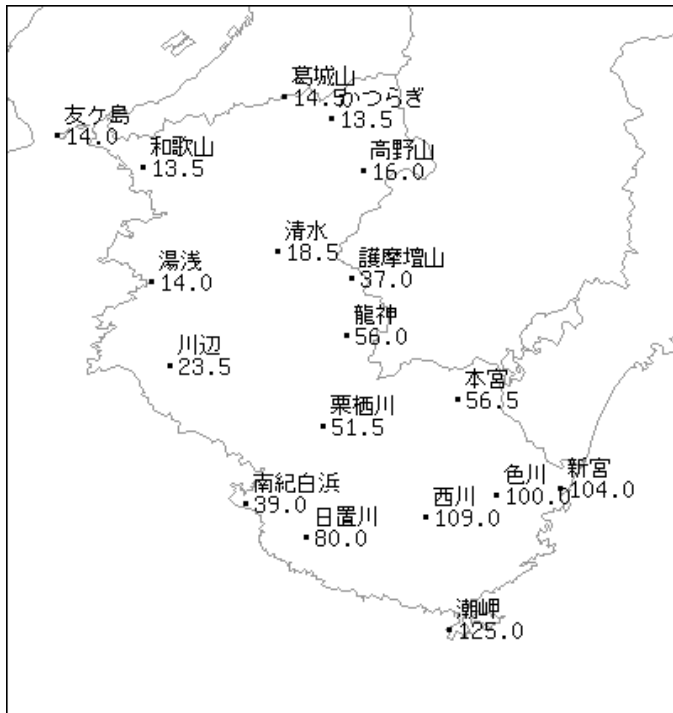 葛城山
14.5
かつらぎ
13.5
友ケ島
14.0
和歌山
13.5
高野山
16.0
清水
18.5
護摩壇山
37.0
湯浅
14.0
龍神
56.0
川辺
23.5
本宮
56.5
栗栖川
51.5
新宮
104.0
色川
100.0
南紀白浜
39.0
西川
109.0
日置川
80.0
潮岬
125.0